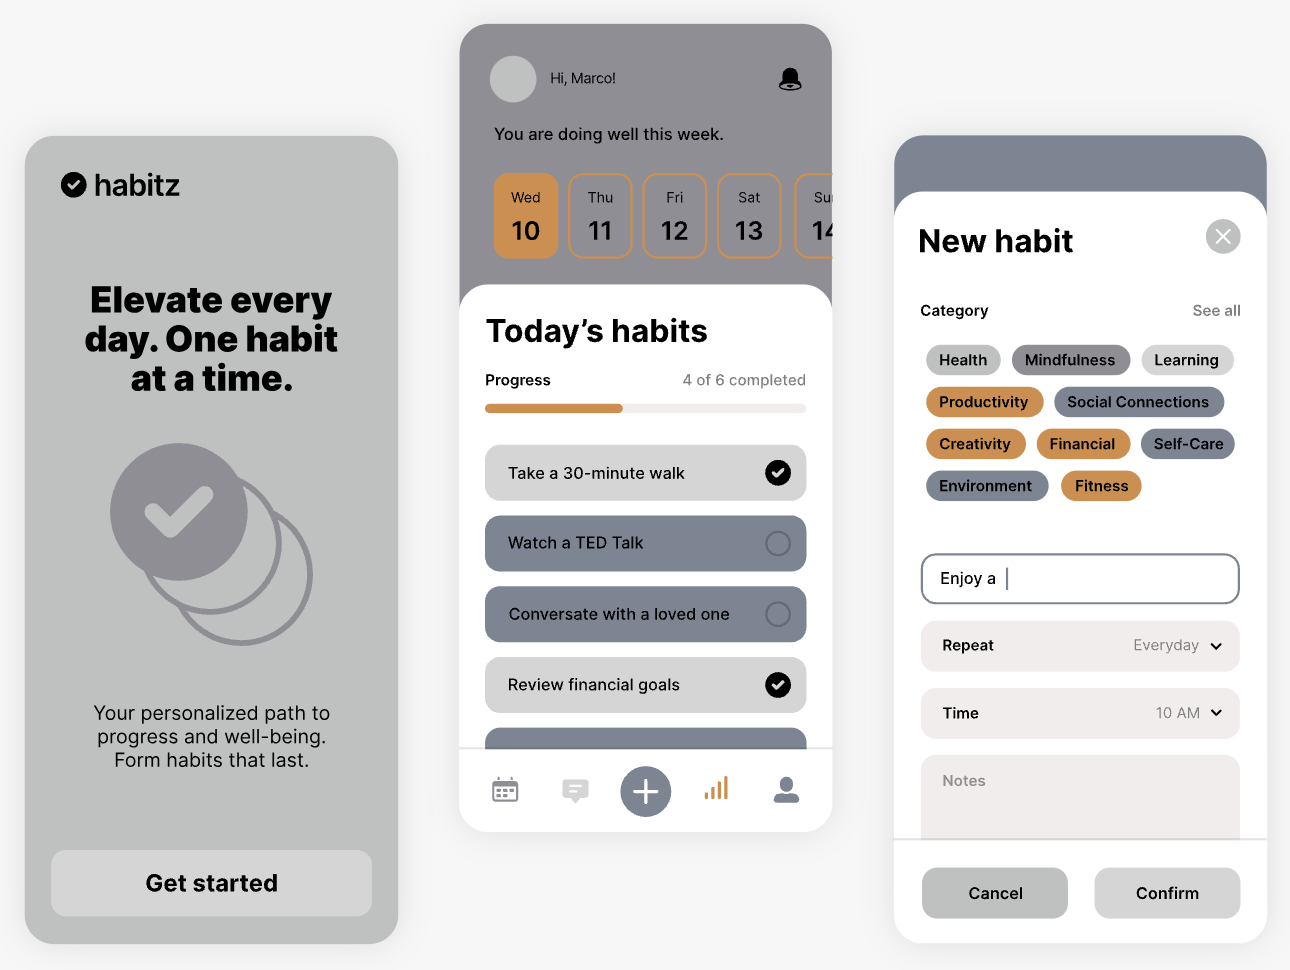 habitz
Elevate every
day. One habit
at a time.
Your personalized path to
progress and well-being.
Form habits that last.
Get started
Hi, Marco!
You are doing well this week.
Wed Thu Fri Sat Su
10 11 12 13 14
Today’s habits
Progress 4 of 6 completed
Take a 30-minute walk
Watch a TED Talk
Conversate with a loved one
Review financial goals
New habit
Category See all
Health Mindfulness Learning
Productivity Social Connections
Creativity Financial Self-Care
Environment Fitness
Enjoy a
Repeat Everyday
Time 10 AM
Notes
Cancel Confirm